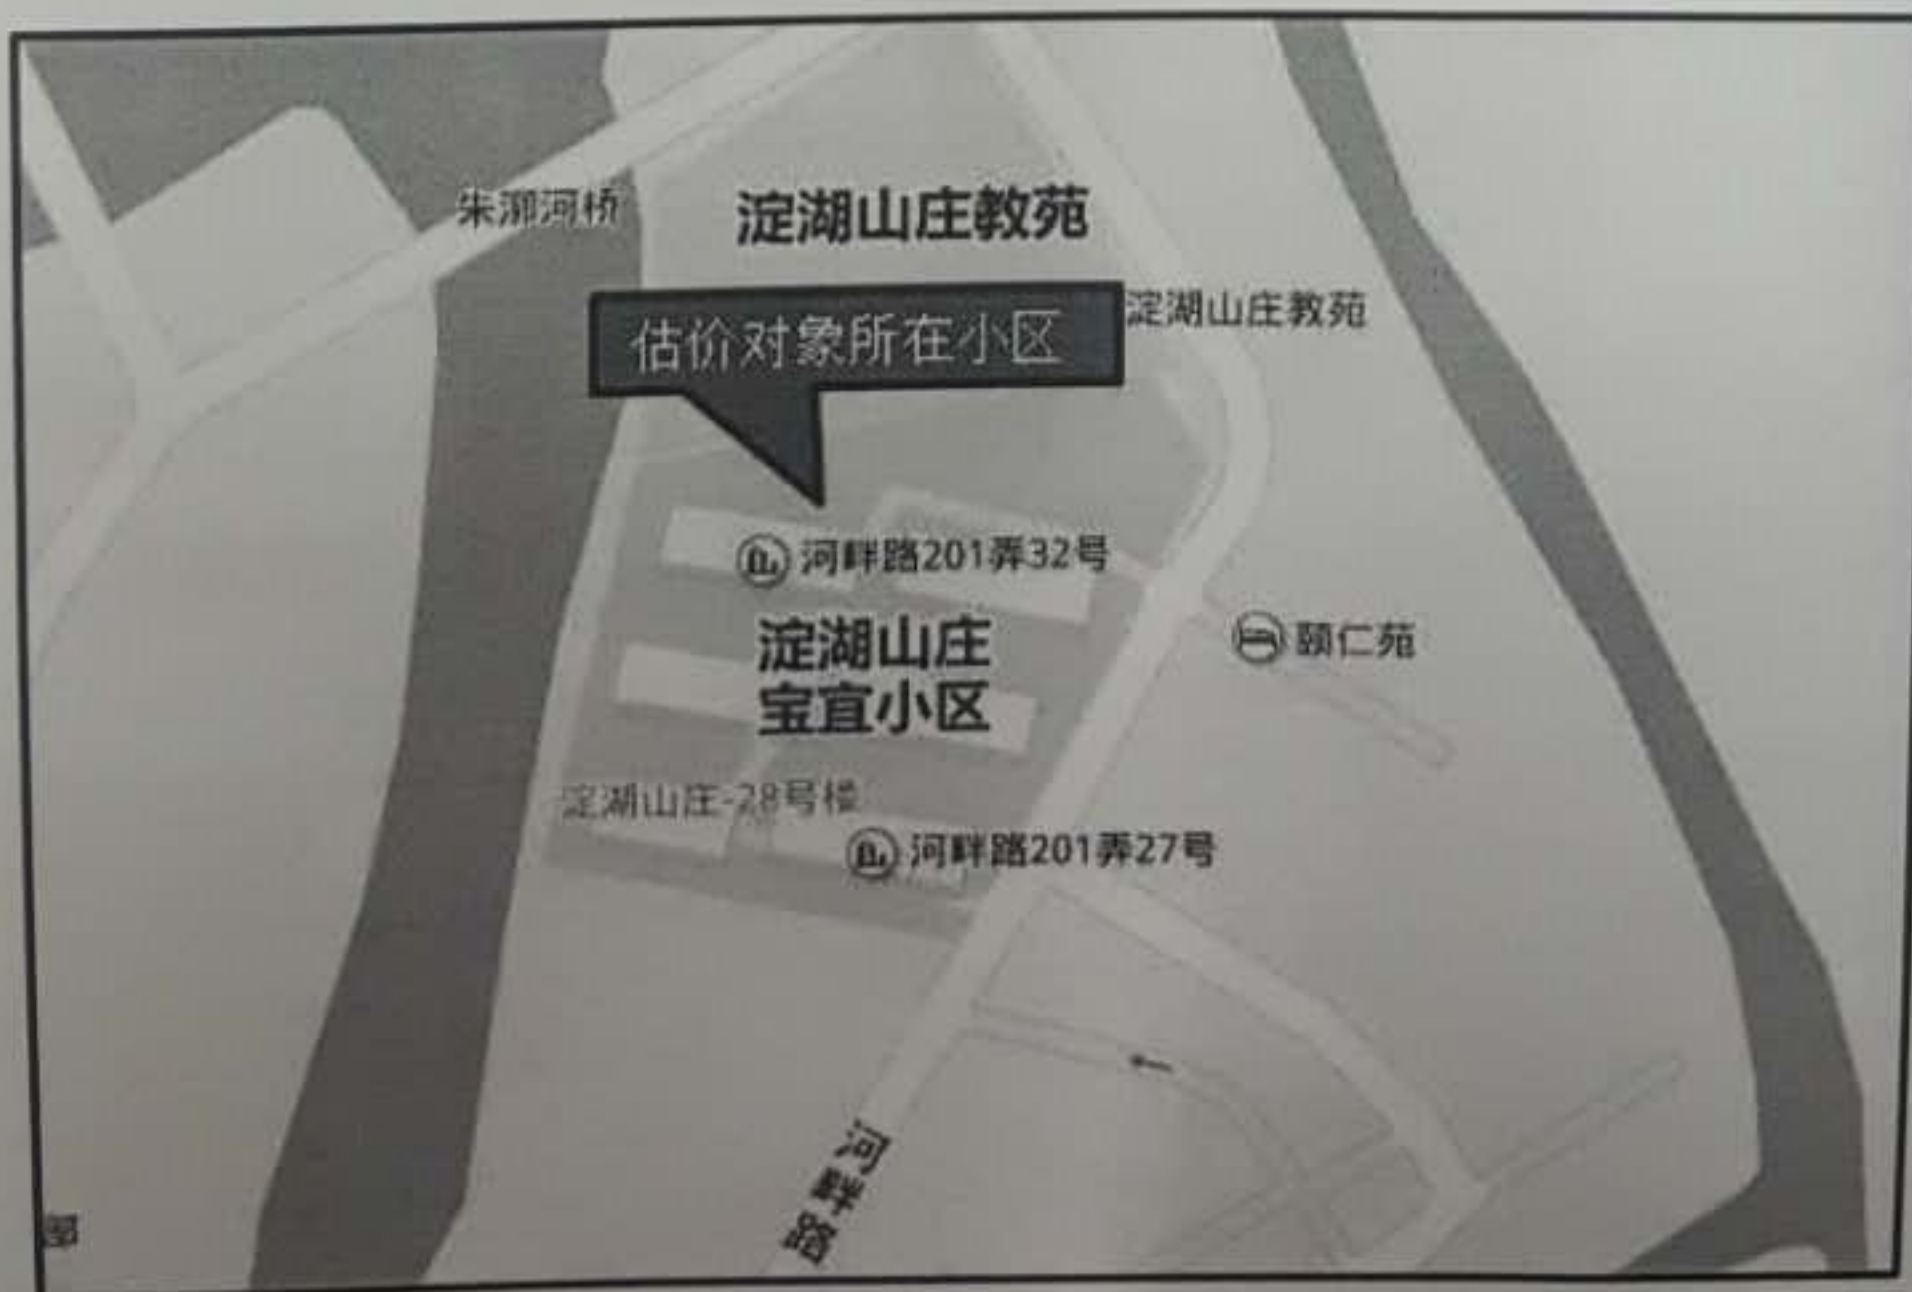 朱泖河桥
淀湖山庄教苑
淀湖山庄教苑
估价对象所在小区
河畔路201弄32号
淀湖山庄
宝宜小区
颐仁苑
淀湖山庄-28号楼
河畔路201弄27号
河畔路